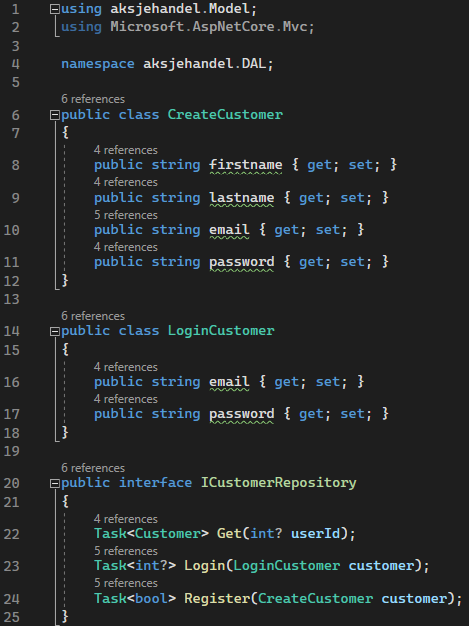 1 using aksjehandel.Model;
2 using Microsoft.AspNetCore.Mvc;
3
4 namespace aksjehandel.DAL;
5
6 references
6 public class CreateCustomer
7 {
4 references
8 public string firstname { get; set; }
4 references
9 public string lastname { get; set; }
5 references
10 public string email { get; set; }
4 references
11 public string password { get; set; }
12 }
13
6 references
14 public class LoginCustomer
15 {
4 references
16 public string email { get; set; }
4 references
17 public string password { get; set; }
18 }
19
6 references
20 public interface ICustomerRepository
21 {
4 references
22 Task<Customer> Get(int? userId);
5 references
23 Task<int?> Login(LoginCustomer customer);
5 references
24 Task<bool> Register(CreateCustomer customer);
25 }